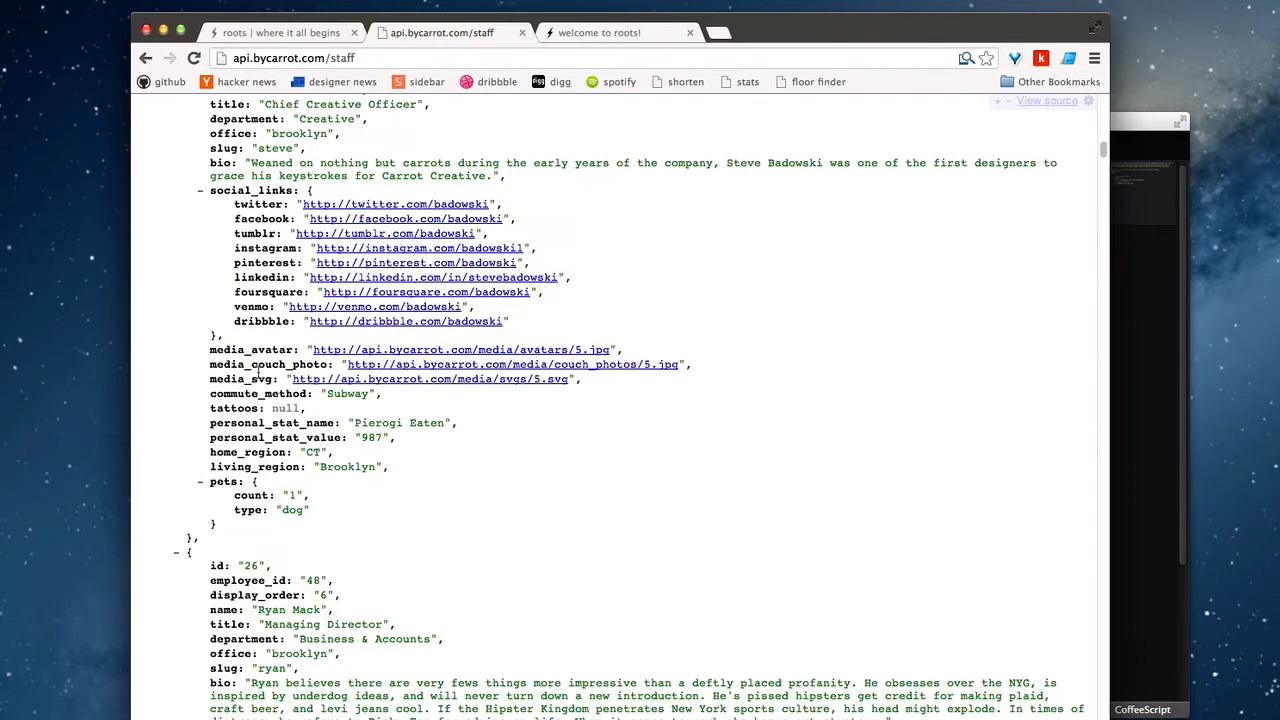 roots | where it all begins
api.bycarrot.com/staff
welcome to roots!
api.bycarrot.com/staff
github hacker news designer news sidebar dribbble digg spotify shorten stats floor finder Other Bookmarks
+ - View source
title: "Chief Creative Officer",
department: "Creative",
office: "brooklyn",
slug: "steve",
bio: "Weaned on nothing but carrots during the early years of the company, Steve Badowski was one of the first designers to
grace his keystrokes for Carrot Creative.",
- social_links: {
twitter: "http://twitter.com/badowski",
facebook: "http://facebook.com/badowski",
tumblr: "http://tumblr.com/badowski",
instagram: "http://instagram.com/badowski1",
pinterest: "http://pinterest.com/badowski",
linkedin: "http://linkedin.com/in/stevebadowski",
foursquare: "http://foursquare.com/badowski",
venmo: "http://venmo.com/badowski",
dribbble: "http://dribbble.com/badowski"
},
media_avatar: "http://api.bycarrot.com/media/avatars/5.jpg",
media_couch_photo: "http://api.bycarrot.com/media/couch_photos/5.jpg",
media_svg: "http://api.bycarrot.com/media/svgs/5.svg",
commute_method: "Subway",
tattoos: null,
personal_stat_name: "Pierogi Eaten",
personal_stat_value: "987",
home_region: "CT",
living_region: "Brooklyn",
- pets: {
count: "1",
type: "dog"
}
},
- {
id: "26",
employee_id: "48",
display_order: "6",
name: "Ryan Mack",
title: "Managing Director",
department: "Business & Accounts",
office: "brooklyn",
slug: "ryan",
bio: "Ryan believes there are very fews things more impressive than a deftly placed profanity. He obsesses over the NYG, is
inspired by underdog ideas, and will never turn down a new introduction. He's pissed hipsters get credit for making plaid,
craft beer, and levi jeans cool. If the Hipster Kingdom penetrates New York sports culture, his head might explode. In times of
CoffeeScript